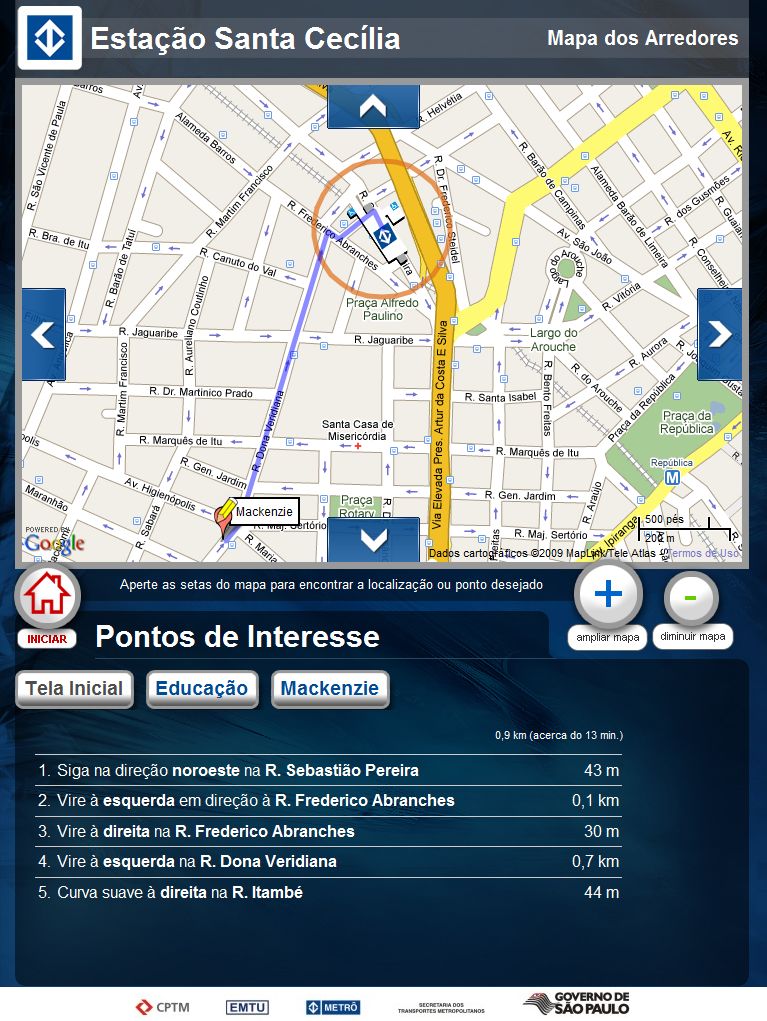 Estação Santa Cecília
Mapa dos Arredores
R. São Vicente de Paula
Av.
R. Barros
Alameda Barros
R. Martim Francisco
R. Helvétia
R. Barão de Campinas
Alameda Barão de Limeira
R. dos Gusmões
R. Dr. Frederico Steidel
R. Frederico Abranches
R. Bra. de Itu
R. Barão de Tatuí
R. Canuto do Val
Av. São João
Largo do Arouche
R. Vitória
R. Aureliano Coutinho
Praça Alfredo
Paulino
R. Jaguaribe
R. Jaguaribe
Largo do
Arouche
R. Aurora
R. Martim Francisco
R. Dr. Martinico Prado
R. Dona Veridiana
Via Elevada Pres. Artur da Costa E Silva
R. Santa Isabel
R. Bento Freitas
R. do Arouche
Praça da República
Praça da
República
Santa Casa de
Misericórdia
R. Marquês de Itu
R. Marquês de Itu
República
M
R. Gen. Jardim
R. Gen. Jardim
Av. Higienópolis
R. Sabará
Maranhão
Mackenzie
R. Maj. Sertório
Praça
Rotary
R. Araújo
R. Maj. Sertório
Av. Ipiranga
500 pés
200 m
POWERED BY
Google
Dados cartográficos ©2009 MapLink/Tele Atlas - Termos de Uso
Aperte as setas do mapa para encontrar a localização ou ponto desejado
INICIAR
+
ampliar mapa
-
diminuir mapa
Pontos de Interesse
Tela Inicial
Educação
Mackenzie
0,9 km (acerca do 13 min.)
1. Siga na direção noroeste na R. Sebastião Pereira 43 m
2. Vire à esquerda em direção à R. Frederico Abranches 0,1 km
3. Vire à direita na R. Frederico Abranches 30 m
4. Vire à esquerda na R. Dona Veridiana 0,7 km
5. Curva suave à direita na R. Itambé 44 m
CPTM
EMTU
METRÔ
SECRETARIA DOS
TRANSPORTES METROPOLITANOS
GOVERNO DE
SÃO PAULO